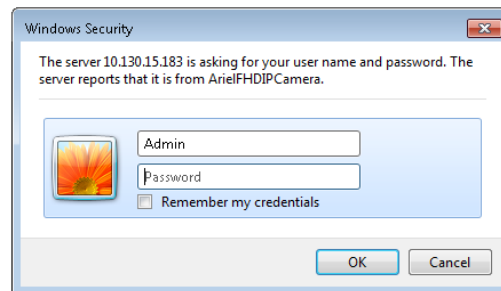 Windows Security
The server 10.130.15.183 is asking for your user name and password. The
server reports that it is from ArielFHDIPCamera.
Admin
Password
Remember my credentials
OK
Cancel